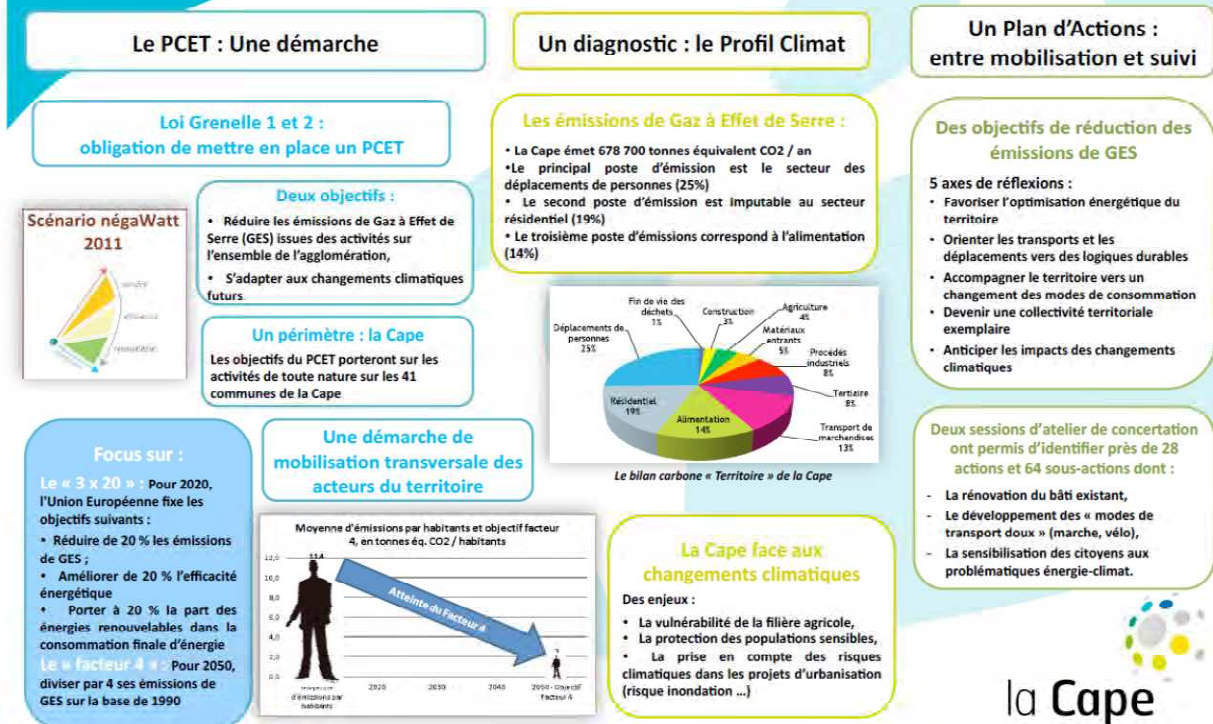 Le PCET : Une démarche
Loi Grenelle 1 et 2 :
obligation de mettre en place un PCET
Scénario négaWatt
2011
Deux objectifs :
• Réduire les émissions de Gaz à Effet de
Serre (GES) issues des activités sur
l'ensemble de l'agglomération,
• S'adapter aux changements climatiques
futurs
Un périmètre : la Cape
Les objectifs du PCET porteront sur les
activités de toute nature sur les 41
communes de la Cape
Focus sur :
Le « 3 x 20 » : Pour 2020,
l'Union Européenne fixe les
objectifs suivants :
• Réduire de 20 % les émissions
de GES ;
• Améliorer de 20 % l'efficacité
énergétique
• Porter à 20 % la part des
énergies renouvelables dans la
consommation finale d'énergie
Le « facteur 4 » : Pour 2050,
diviser par 4 ses émissions de
GES sur la base de 1990
Une démarche de
mobilisation transversale des
acteurs du territoire
Moyenne d'émissions par habitants et objectif facteur
4, en tonnes éq. CO2 / habitants
12,0
11,4
10,0
8,0
6,0
4,0
2,0
0,0
Atteinte du Facteur 4
d'émissions par
habitants
2020
2030
2040
2050 - Objectif
Facteur 4
Un diagnostic : le Profil Climat
Les émissions de Gaz à Effet de Serre :
• La Cape émet 678 700 tonnes équivalent CO2 / an
•Le principal poste d'émission est le secteur des
déplacements de personnes (25%)
• Le second poste d'émission est imputable au secteur
résidentiel (19%)
• Le troisième poste d'émissions correspond à l'alimentation
(14%)
Fin de vie des
déchets
1%
Construction
3%
Agriculture
4%
Matériaux
entrants
5%
Procédés
industriels
8%
Tertiaire
8%
Transport de
marchandises
13%
Alimentation
14%
Résidentiel
19%
Déplacements de
personnes
25%
Le bilan carbone « Territoire » de la Cape
La Cape face aux
changements climatiques
Des enjeux :
• La vulnérabilité de la filière agricole,
• La protection des populations sensibles,
• La prise en compte des risques
climatiques dans les projets d'urbanisation
(risque inondation ...)
Un Plan d'Actions :
entre mobilisation et suivi
Des objectifs de réduction des
émissions de GES
5 axes de réflexions :
• Favoriser l'optimisation énergétique du
territoire
• Orienter les transports et les
déplacements vers des logiques durables
• Accompagner le territoire vers un
changement des modes de consommation
• Devenir une collectivité territoriale
exemplaire
• Anticiper les impacts des changements
climatiques
Deux sessions d'atelier de concertation
ont permis d'identifier près de 28
actions et 64 sous-actions dont :
- La rénovation du bâti existant,
- Le développement des « modes de
transport doux » (marche, vélo),
- La sensibilisation des citoyens aux
problématiques énergie-climat.
la Cape